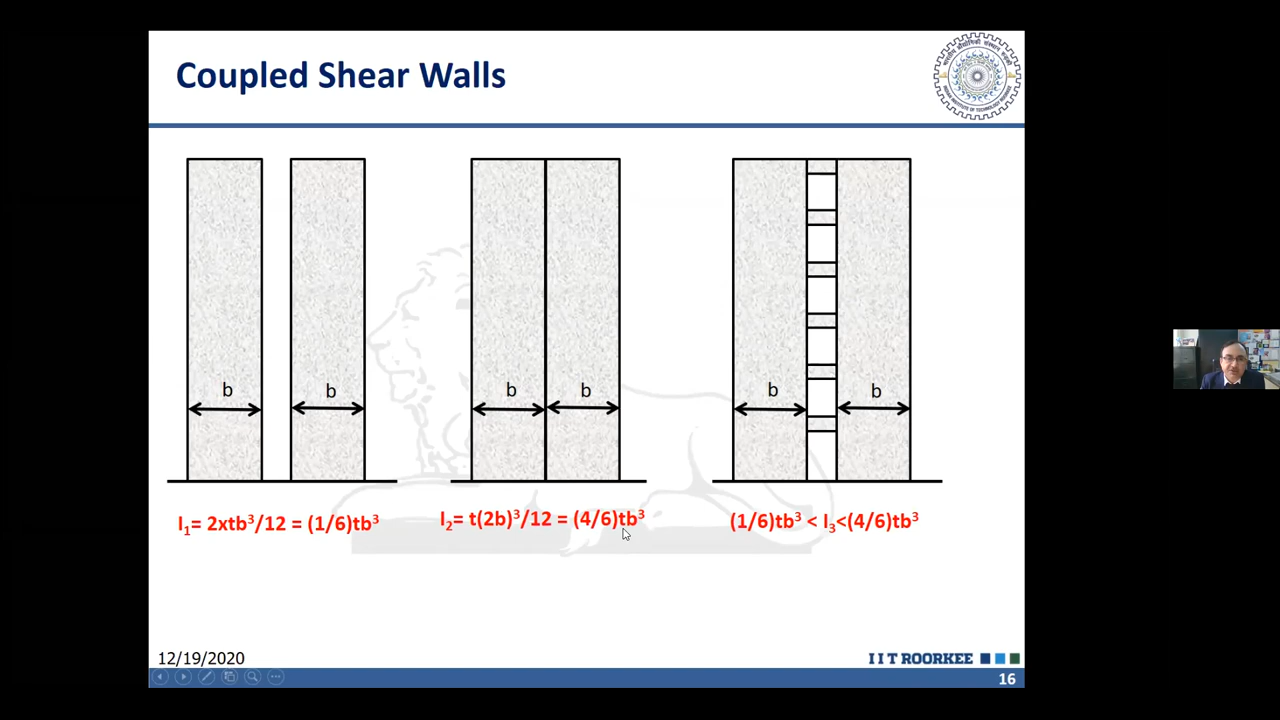 Coupled Shear Walls
b b b b b b
I₁= 2xtb³/12 = (1/6)tb³
I₂= t(2b)³/12 = (4/6)tb³
(1/6)tb³ < I₃<(4/6)tb³
12/19/2020
I I T ROORKEE
16